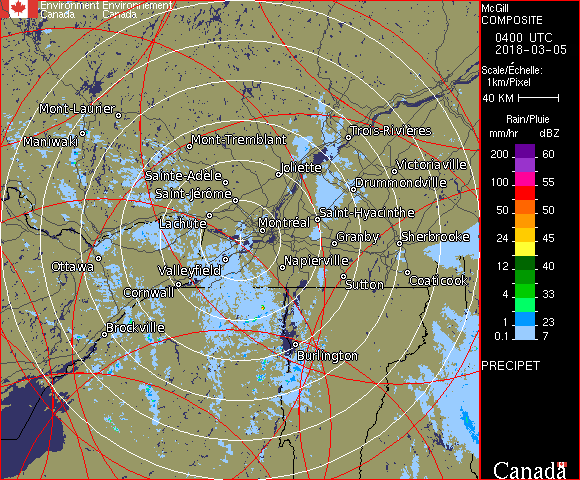 Environment Environnement
Canada Canada
McGill
COMPOSITE
0400 UTC
2018-03-05
Scale/Échelle:
1km/Pixel
40 KM
Rain/Pluie
mm/hr dBZ
200 60
100 55
50 50
24 45
12 40
4 33
1 23
0.1 7
PRECIPET
Canada
Mont-Laurier
Maniwaki
Mont-Tremblant
Trois-Rivières
Joliette
Victoriaville
Sainte-Adèle
Drummondville
Saint-Jérôme
Lachute
Saint-Hyacinthe
Montréal
Granby
Sherbrooke
Ottawa
Valleyfield
Napierville
Coaticook
Cornwall
Sutton
Brockville
Burlington